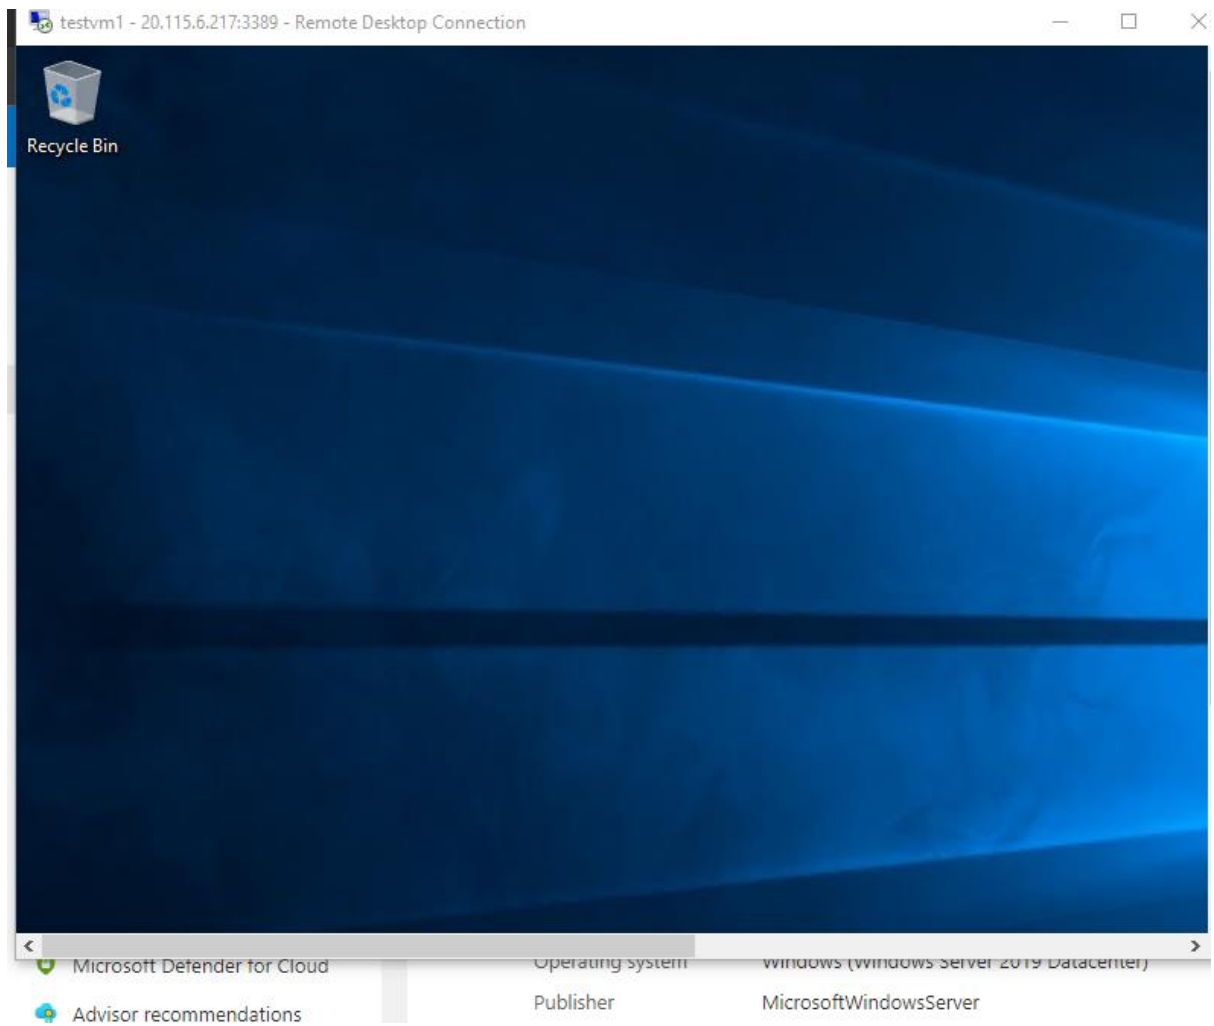 testvm1 - 20.115.6.217:3389 - Remote Desktop Connection
Recycle Bin
Microsoft Defender for Cloud
Operating system
Windows (Windows Server 2019 Datacenter)
Publisher
MicrosoftWindowsServer
Advisor recommendations